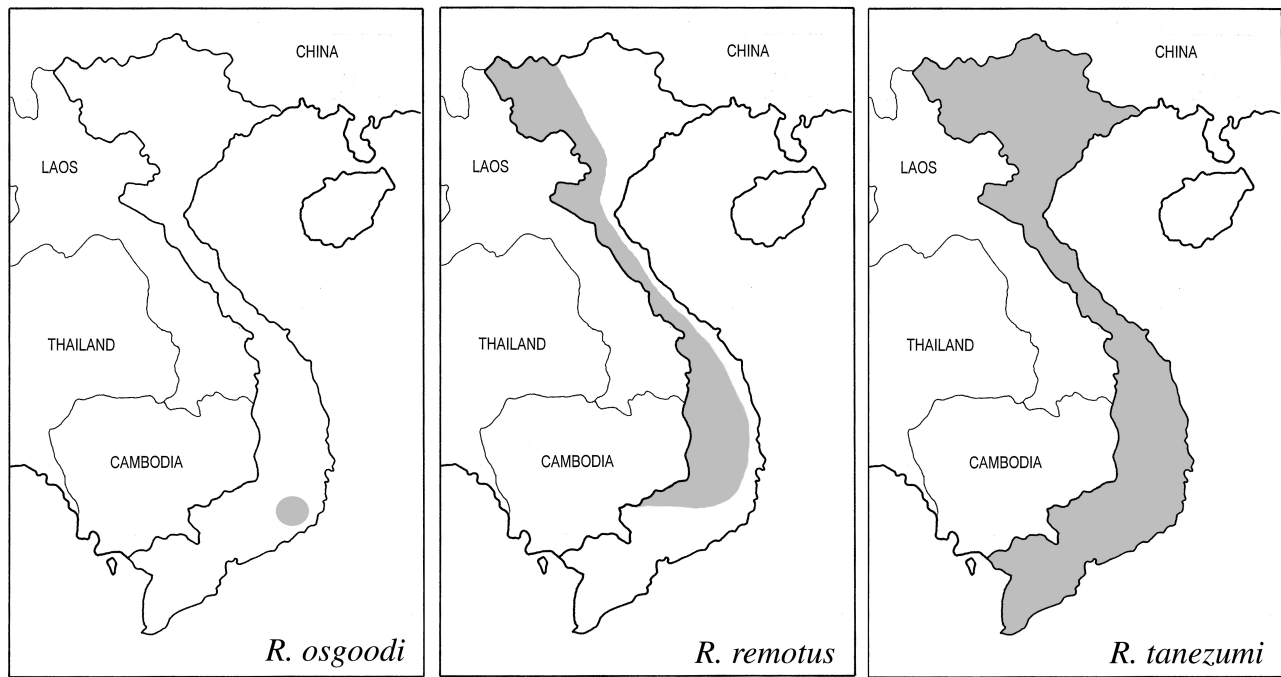 CHINA
LAOS
THAILAND
CAMBODIA
R. osgoodi
CHINA
LAOS
THAILAND
CAMBODIA
R. remotus
CHINA
LAOS
THAILAND
CAMBODIA
R. tanezumi